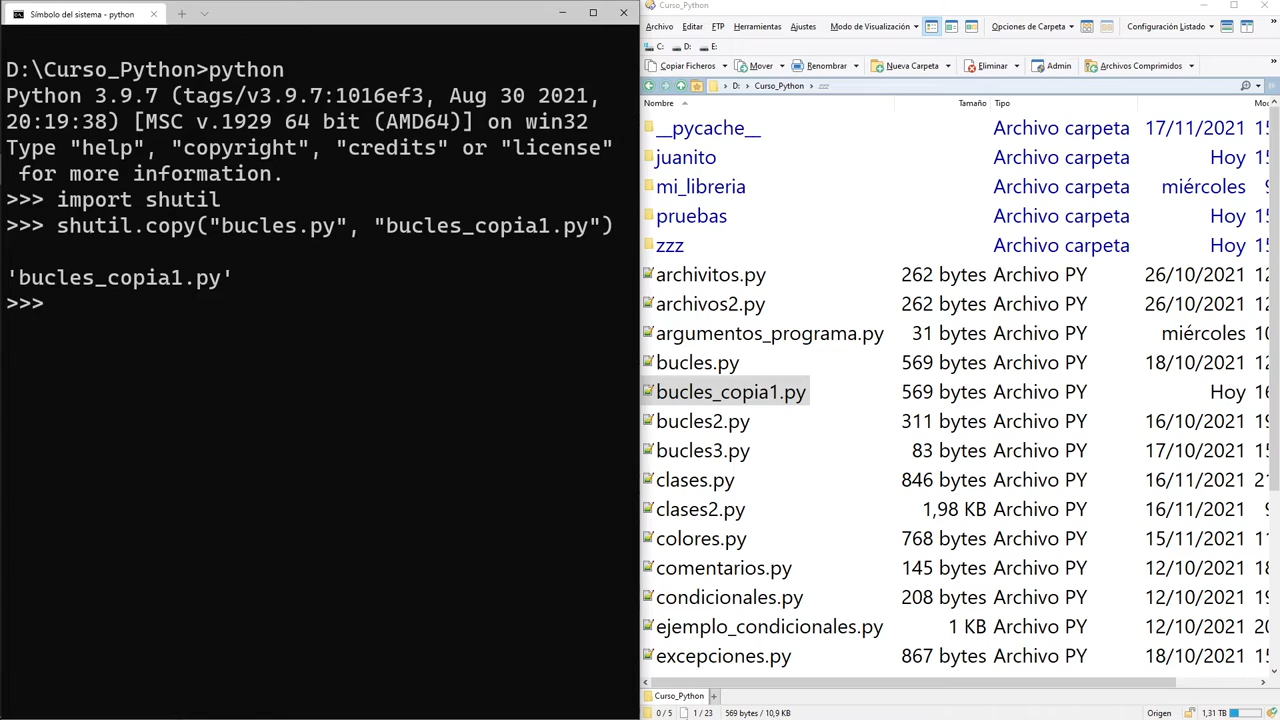 Símbolo del sistema - python
D:\Curso_Python>python
Python 3.9.7 (tags/v3.9.7:1016ef3, Aug 30 2021,
20:19:38) [MSC v.1929 64 bit (AMD64)] on win32
Type "help", "copyright", "credits" or "license"
for more information.
>>> import shutil
>>> shutil.copy("bucles.py", "bucles_copia1.py")
'bucles_copia1.py'
>>>
Curso_Python
Archivo Editar FTP Herramientas Ajustes Modo de Visualización Opciones de Carpeta Configuración Listado
C: D: E:
Copiar Ficheros Mover Renombrar Nueva Carpeta Eliminar Admin Archivos Comprimidos
D: Curso_Python zzz
Nombre Tamaño Tipo
__pycache__ Archivo carpeta 17/11/2021
juanito Archivo carpeta Hoy
mi_libreria Archivo carpeta miércoles
pruebas Archivo carpeta Hoy
zzz Archivo carpeta Hoy
archivitos.py 262 bytes Archivo PY 26/10/2021
archivos2.py 262 bytes Archivo PY 26/10/2021
argumentos_programa.py 31 bytes Archivo PY miércoles
bucles.py 569 bytes Archivo PY 18/10/2021
bucles_copia1.py 569 bytes Archivo PY Hoy
bucles2.py 311 bytes Archivo PY 16/10/2021
bucles3.py 83 bytes Archivo PY 17/10/2021
clases.py 846 bytes Archivo PY 16/11/2021
clases2.py 1,98 KB Archivo PY 16/11/2021
colores.py 768 bytes Archivo PY 15/11/2021
comentarios.py 145 bytes Archivo PY 12/10/2021
condicionales.py 208 bytes Archivo PY 12/10/2021
ejemplo_condicionales.py 1 KB Archivo PY 12/10/2021
excepciones.py 867 bytes Archivo PY 18/10/2021
Curso_Python
0 / 5 1 / 23 569 bytes / 10,9 KB Origen 1,31 TB